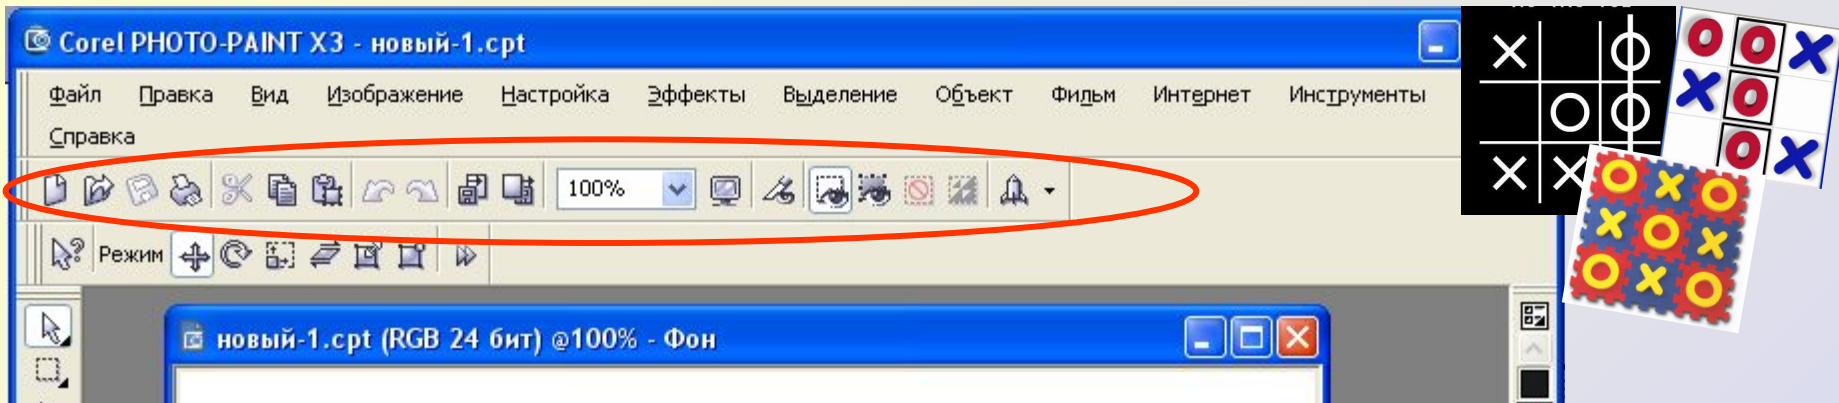 Corel PHOTO-PAINT X3 - новый-1.cpt
Файл Правка Вид Изображение Настройка Эффекты Выделение Объект Фильм Интернет Инструменты
Справка
100%
Режим
новый-1.cpt (RGB 24 бит) @100% - Фон